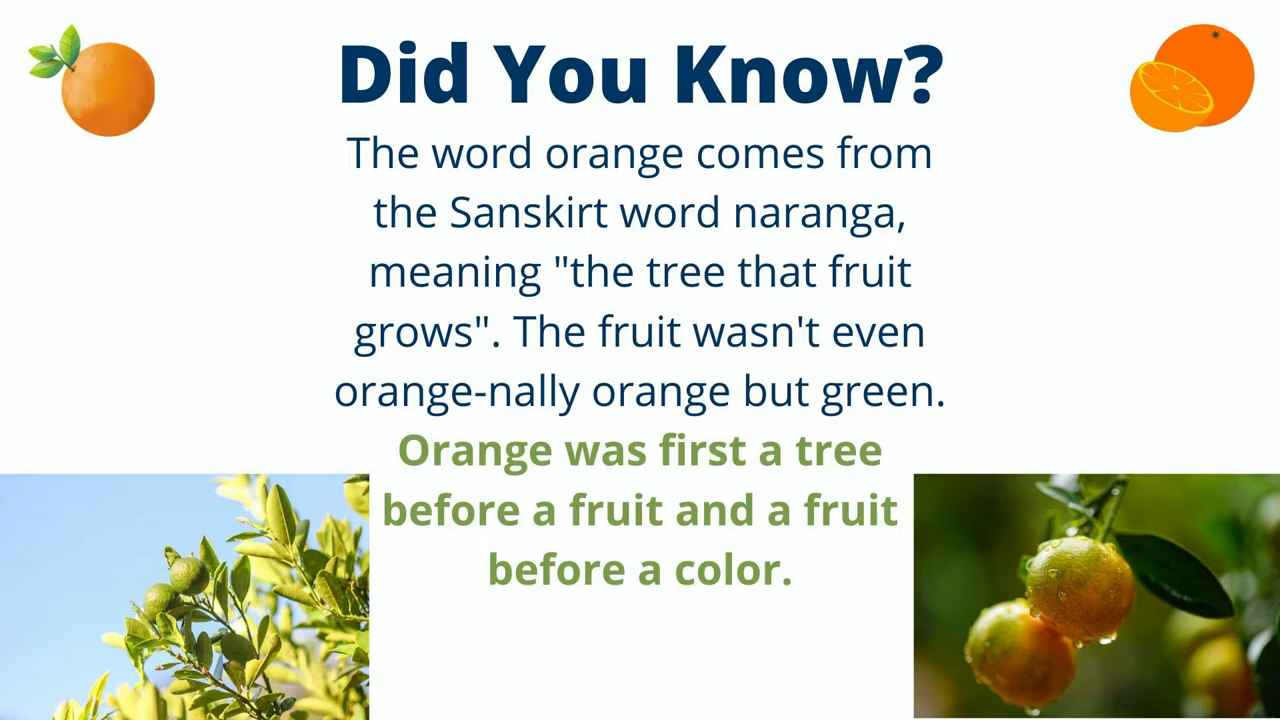 Did You Know?
The word orange comes from
the Sanskirt word naranga,
meaning "the tree that fruit
grows". The fruit wasn't even
orange-nally orange but green.
Orange was first a tree
before a fruit and a fruit
before a color.